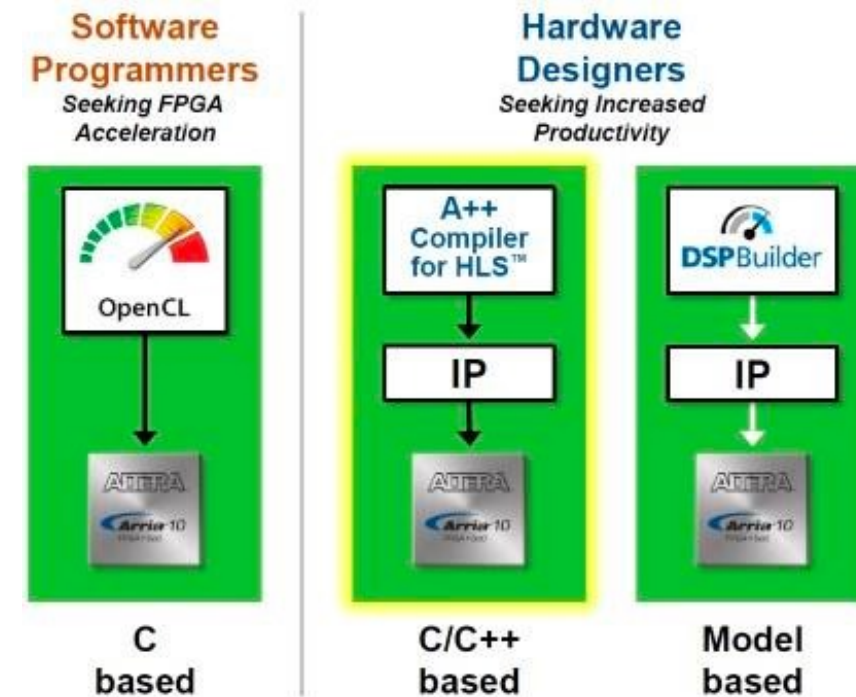 Software
Programmers
Seeking FPGA
Acceleration
OpenCL
ALTERA
Arria 10
C
based
Hardware
Designers
Seeking Increased
Productivity
A++
Compiler
for HLS™
IP
ALTERA
Arria 10
C/C++
based
DSPBuilder
IP
ALTERA
Arria 10
Model
based